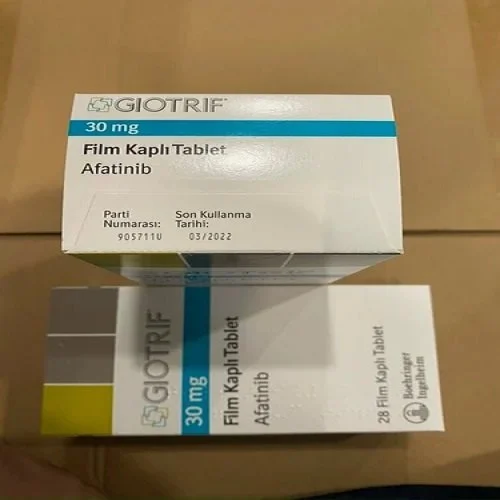 GIOTRIF
30 mg
Film Kaplı Tablet
Afatinib
Parti
Numarası:
Son Kullanma
Tarihi:
905711U
03/2022
GIOTRIF
30 mg
Film Kaplı Tablet
Afatinib
28 Film Kaplı Tablet
Boehringer
Ingelheim